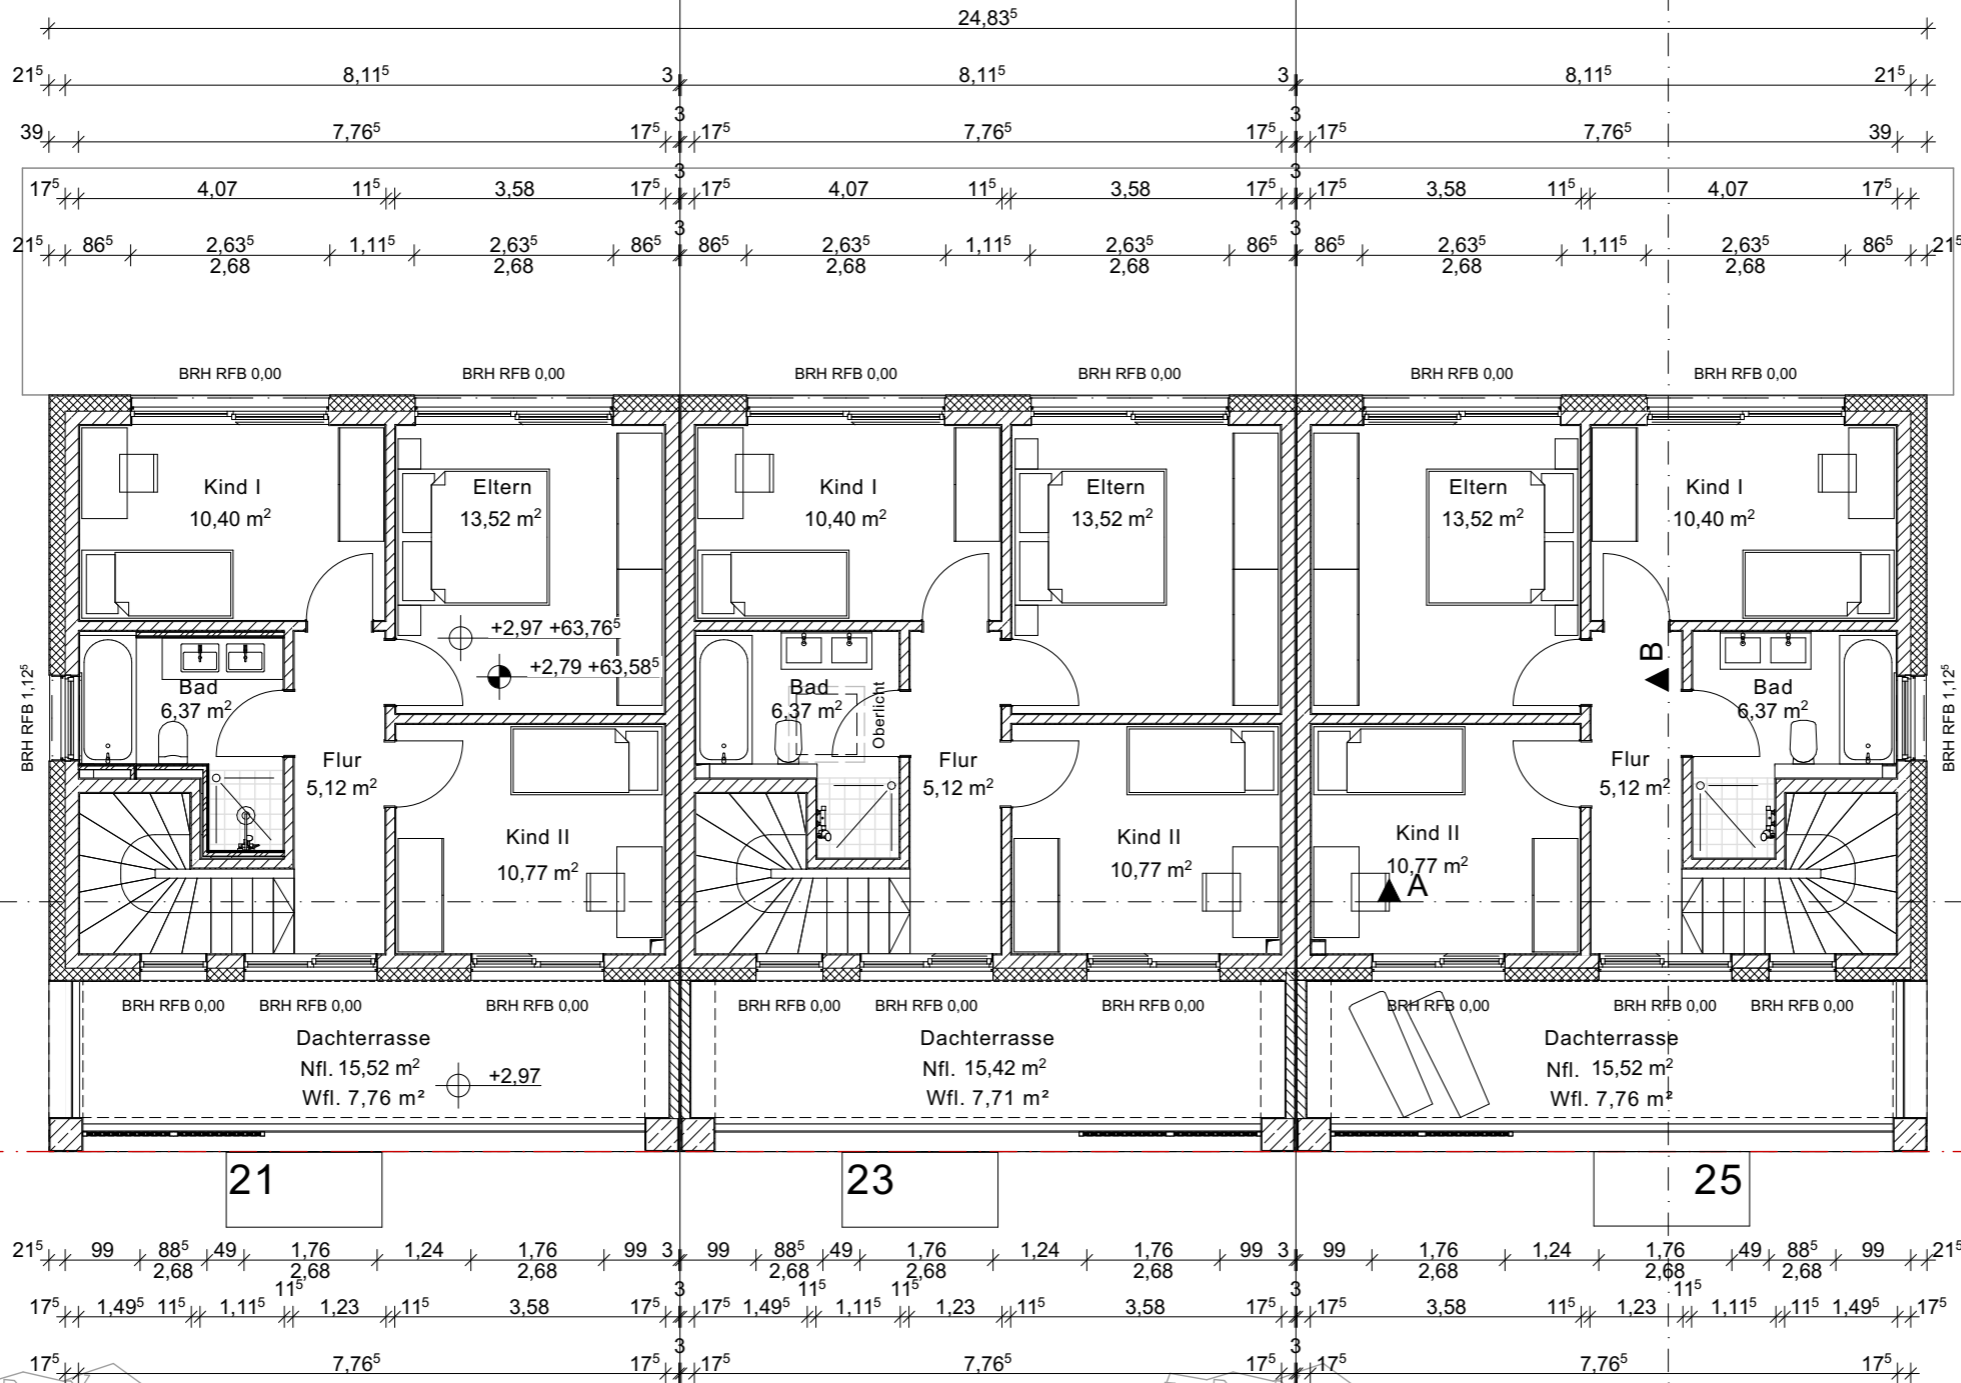 24,83⁵
21⁵ 8,11⁵ 3 8,11⁵ 3 8,11⁵ 21⁵
3 3
39 7,76⁵ 17⁵ 17⁵ 7,76⁵ 17⁵ 17⁵ 7,76⁵ 39
3 3
17⁵ 4,07 11⁵ 3,58 17⁵ 17⁵ 4,07 11⁵ 3,58 17⁵ 17⁵ 3,58 11⁵ 4,07 17⁵
3 3
21⁵ 86⁵ 2,63⁵ 1,11⁵ 2,63⁵ 86⁵ 86⁵ 2,63⁵ 1,11⁵ 2,63⁵ 86⁵ 86⁵ 2,63⁵ 1,11⁵ 2,63⁵ 86⁵ 21⁵
2,68 2,68 2,68 2,68 2,68 2,68
BRH RFB 0,00 BRH RFB 0,00 BRH RFB 0,00 BRH RFB 0,00 BRH RFB 0,00 BRH RFB 0,00
Kind I Eltern Kind I Eltern Eltern Kind I
10,40 m² 13,52 m² 10,40 m² 13,52 m² 13,52 m² 10,40 m²
+2,97 +63,76⁵
+2,79 +63,58⁵
B
BRH RFB 1,12⁵
Bad Bad Bad
6,37 m² 6,37 m² 6,37 m²
Oberlicht
BRH RFB 1,12⁵
Flur Flur Flur
5,12 m² 5,12 m² 5,12 m²
Kind II Kind II Kind II
10,77 m² 10,77 m² 10,77 m²
A
BRH RFB 0,00 BRH RFB 0,00 BRH RFB 0,00 BRH RFB 0,00 BRH RFB 0,00 BRH RFB 0,00 BRH RFB 0,00 BRH RFB 0,00 BRH RFB 0,00
Dachterrasse Dachterrasse Dachterrasse
Nfl. 15,52 m² Nfl. 15,42 m² Nfl. 15,52 m²
+2,97
Wfl. 7,76 m² Wfl. 7,71 m² Wfl. 7,76 m²
21 23 25
21⁵ 99 88⁵ 49 1,76 1,24 1,76 99 3 99 88⁵ 49 1,76 1,24 1,76 99 3 99 1,76 1,24 1,76 49 88⁵ 99 21⁵
2,68 2,68 2,68 2,68 2,68 2,68 2,68 2,68 2,68
11⁵ 3 11⁵ 11⁵ 3 11⁵
17⁵ 1,49⁵ 11⁵ 1,11⁵ 1,23 11⁵ 3,58 17⁵ 17⁵ 1,49⁵ 1,11⁵ 1,23 11⁵ 3,58 17⁵ 17⁵ 3,58 11⁵ 1,23 1,11⁵ 11⁵ 1,49⁵ 17⁵
3 3
17⁵ 7,76⁵ 17⁵ 17⁵ 7,76⁵ 17⁵ 17⁵ 7,76⁵ 17⁵